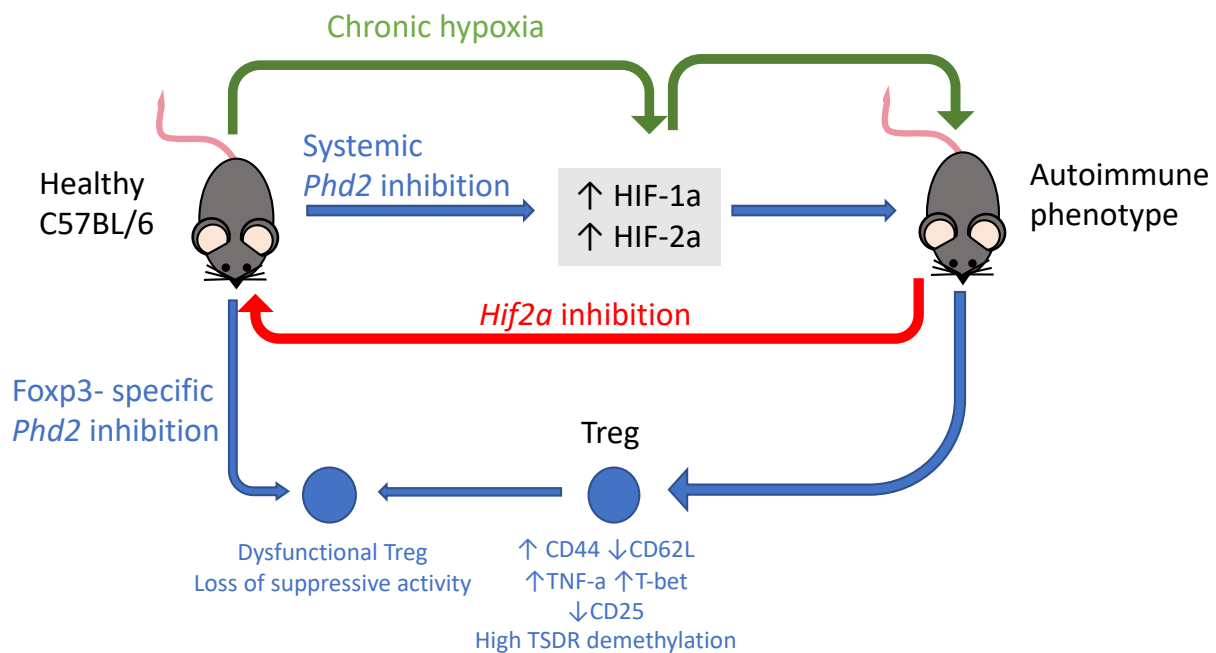 Chronic hypoxia
Systemic
Phd2 inhibition
Healthy
C57BL/6
↑ HIF-1a
↑ HIF-2a
Autoimmune
phenotype
Hif2a inhibition
Foxp3- specific
Phd2 inhibition
Treg
Dysfunctional Treg
Loss of suppressive activity
↑ CD44 ↓CD62L
↑TNF-a ↑T-bet
↓CD25
High TSDR demethylation